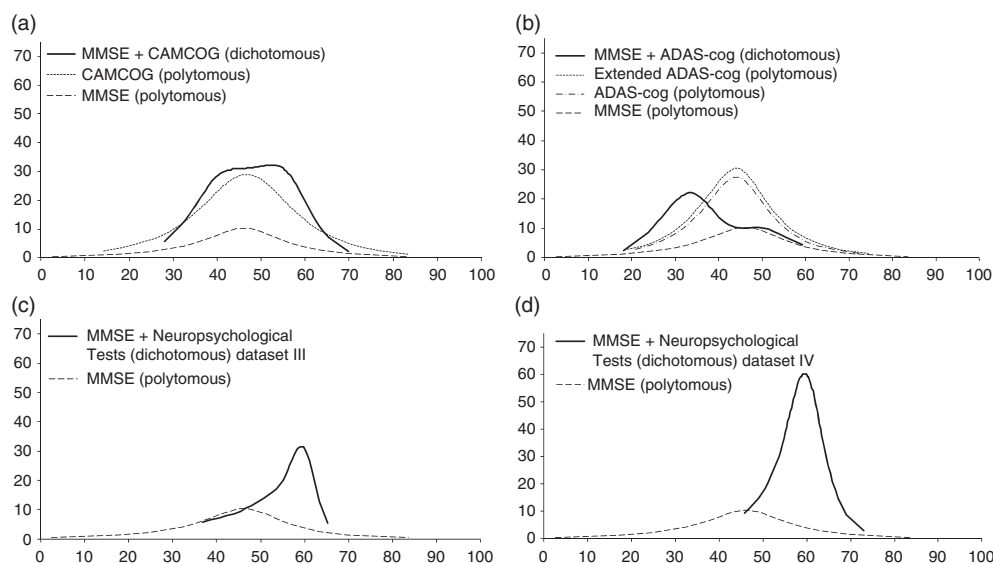 (a)
MMSE + CAMCOG (dichotomous)
CAMCOG (polytomous)
MMSE (polytomous)
70
60
50
40
30
20
10
0
0 10 20 30 40 50 60 70 80 90 100
(b)
MMSE + ADAS-cog (dichotomous)
Extended ADAS-cog (polytomous)
ADAS-cog (polytomous)
MMSE (polytomous)
70
60
50
40
30
20
10
0
0 10 20 30 40 50 60 70 80 90 100
(c)
MMSE + Neuropsychological
Tests (dichotomous) dataset III
MMSE (polytomous)
70
60
50
40
30
20
10
0
0 10 20 30 40 50 60 70 80 90 100
(d)
MMSE + Neuropsychological
Tests (dichotomous) dataset IV
MMSE (polytomous)
70
60
50
40
30
20
10
0
0 10 20 30 40 50 60 70 80 90 100